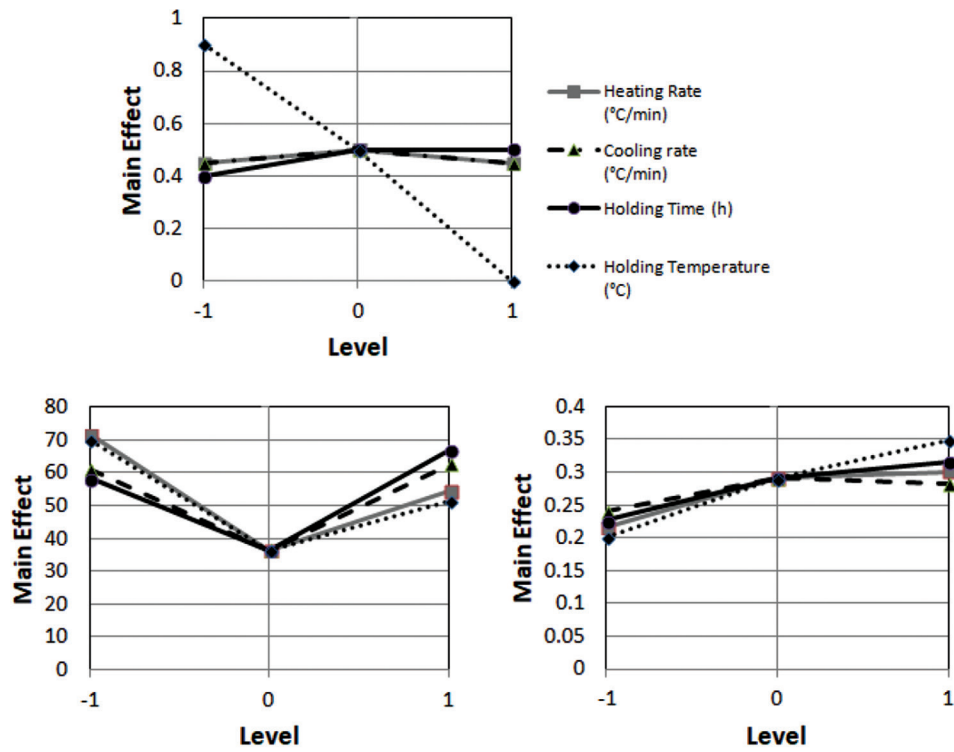 1
0.8
0.6
0.4
0.2
0
-1 0 1
Main Effect
Level
Heating Rate
(°C/min)
Cooling rate
(°C/min)
Holding Time (h)
Holding Temperature
(°C)
80
70
60
50
40
30
20
10
0
-1 0 1
Main Effect
Level
0.4
0.35
0.3
0.25
0.2
0.15
0.1
0.05
0
-1 0 1
Main Effect
Level